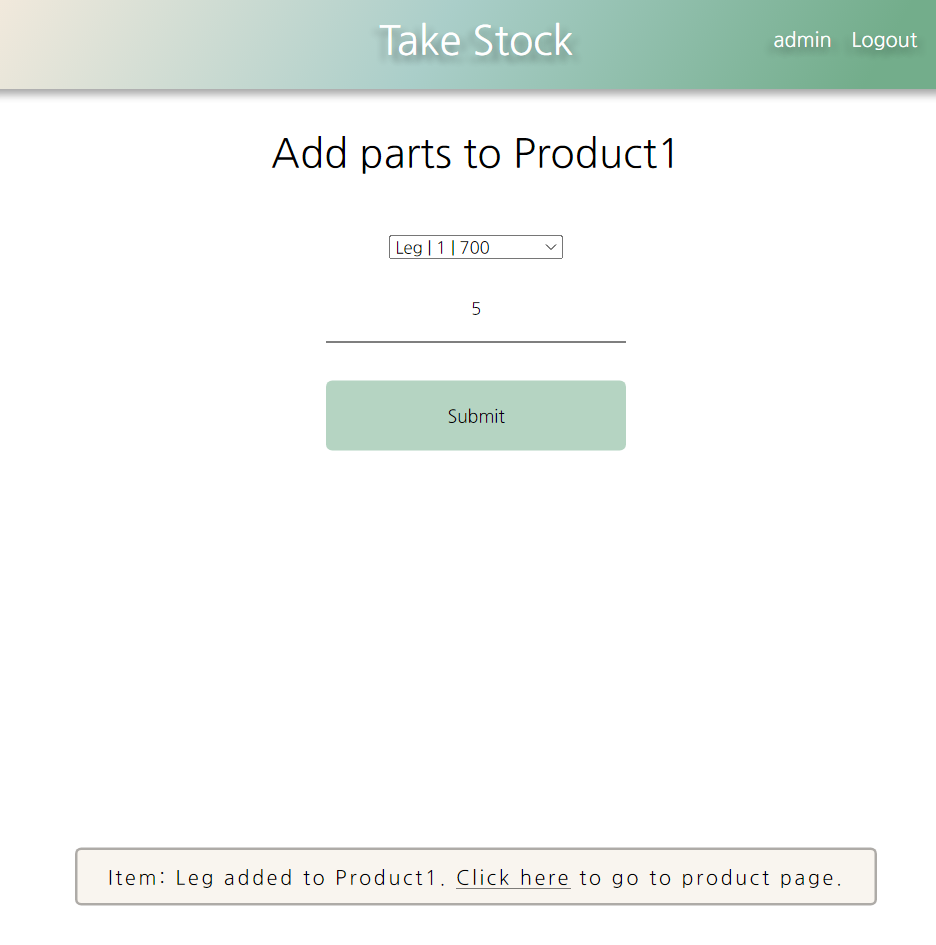 Take Stock
admin Logout
Add parts to Product1
Leg | 1 | 700
5
Submit
Item: Leg added to Product1. Click here to go to product page.